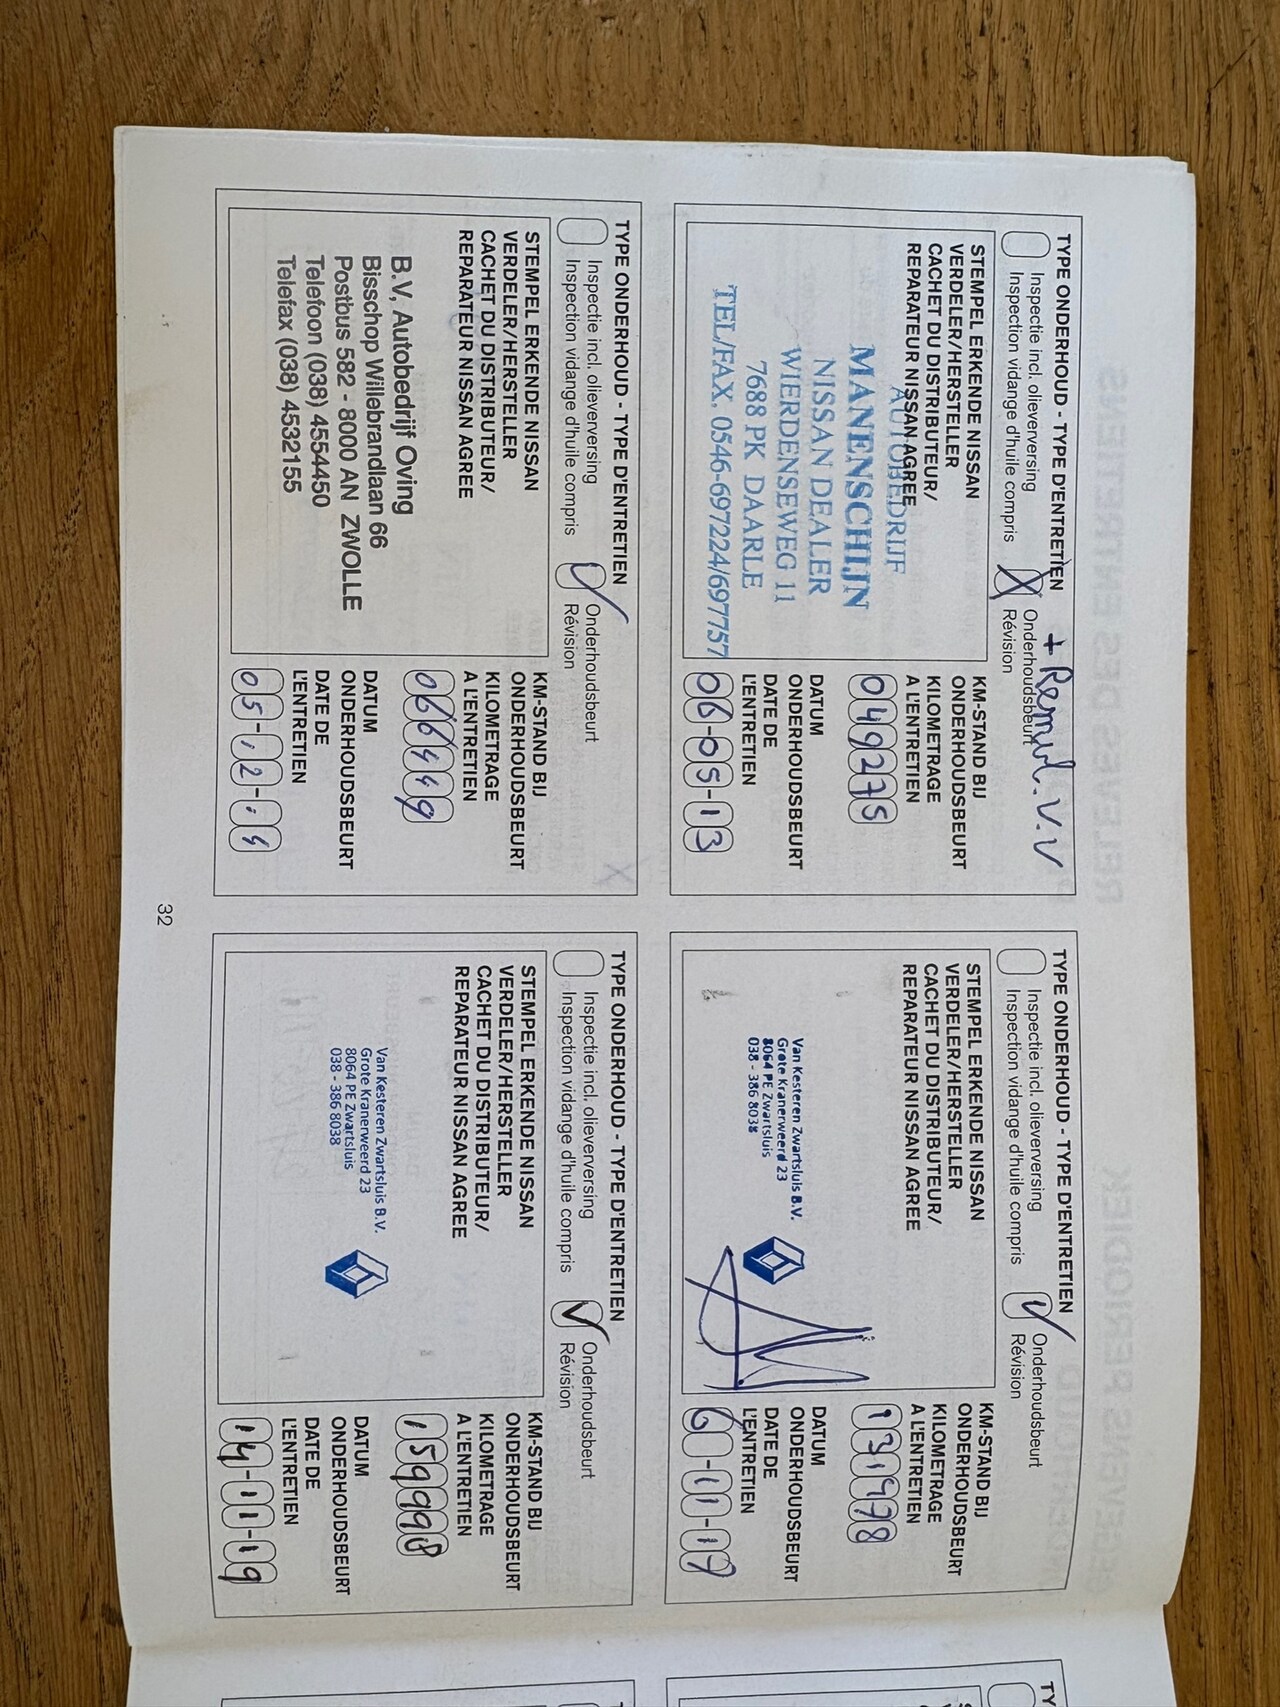 TYPE ONDERHOUD - TYPE D'ENTRETIEN
+ V.V
Inspectie incl. olieverversing
Inspection vidange d'huile compris
Onderhoudsbeurt
Révision
STEMPEL ERKENDE NISSAN
VERDELER/HERSTELLER
CACHET DU DISTRIBUTEUR/
REPARATEUR NISSAN AGREE
AUTOBEDRIJF
MANENSCHIJN
NISSAN DEALER
WIERDENSEWEG 11
7688 PK DAARLE
TEL/FAX. 0546-697224/697757
KM-STAND BIJ
ONDERHOUDSBEURT
KILOMETRAGE
A L'ENTRETIEN
049275
DATUM
ONDERHOUDSBEURT
DATE DE
L'ENTRETIEN
06-05-13
TYPE ONDERHOUD - TYPE D'ENTRETIEN
Inspectie incl. olieverversing
Inspection vidange d'huile compris
Onderhoudsbeurt
Révision
STEMPEL ERKENDE NISSAN
VERDELER/HERSTELLER
CACHET DU DISTRIBUTEUR/
REPARATEUR NISSAN AGREE
B.V. Autobedrijf Oving
Bisschop Willebrandlaan 66
Postbus 582 - 8000 AN ZWOLLE
Telefoon (038) 4554450
Telefax (038) 4532155
KM-STAND BIJ
ONDERHOUDSBEURT
KILOMETRAGE
A L'ENTRETIEN
066449
DATUM
ONDERHOUDSBEURT
DATE DE
L'ENTRETIEN
05-12-14
TYPE ONDERHOUD - TYPE D'ENTRETIEN
Inspectie incl. olieverversing
Inspection vidange d'huile compris
Onderhoudsbeurt
Révision
STEMPEL ERKENDE NISSAN
VERDELER/HERSTELLER
CACHET DU DISTRIBUTEUR/
REPARATEUR NISSAN AGREE
Van Kesteren Zwartsluis B.V.
Grote Kranerweerd 23
8064 PE Zwartsluis
038 - 386 8038
KM-STAND BIJ
ONDERHOUDSBEURT
KILOMETRAGE
A L'ENTRETIEN
131478
DATUM
ONDERHOUDSBEURT
DATE DE
L'ENTRETIEN
6-11-17
TYPE ONDERHOUD - TYPE D'ENTRETIEN
Inspectie incl. olieverversing
Inspection vidange d'huile compris
Onderhoudsbeurt
Révision
STEMPEL ERKENDE NISSAN
VERDELER/HERSTELLER
CACHET DU DISTRIBUTEUR/
REPARATEUR NISSAN AGREE
Van Kesteren Zwartsluis B.V.
Grote Kranerweerd 23
8064 PE Zwartsluis
038 - 386 8038
KM-STAND BIJ
ONDERHOUDSBEURT
KILOMETRAGE
A L'ENTRETIEN
159998
DATUM
ONDERHOUDSBEURT
DATE DE
L'ENTRETIEN
14-11-19
32